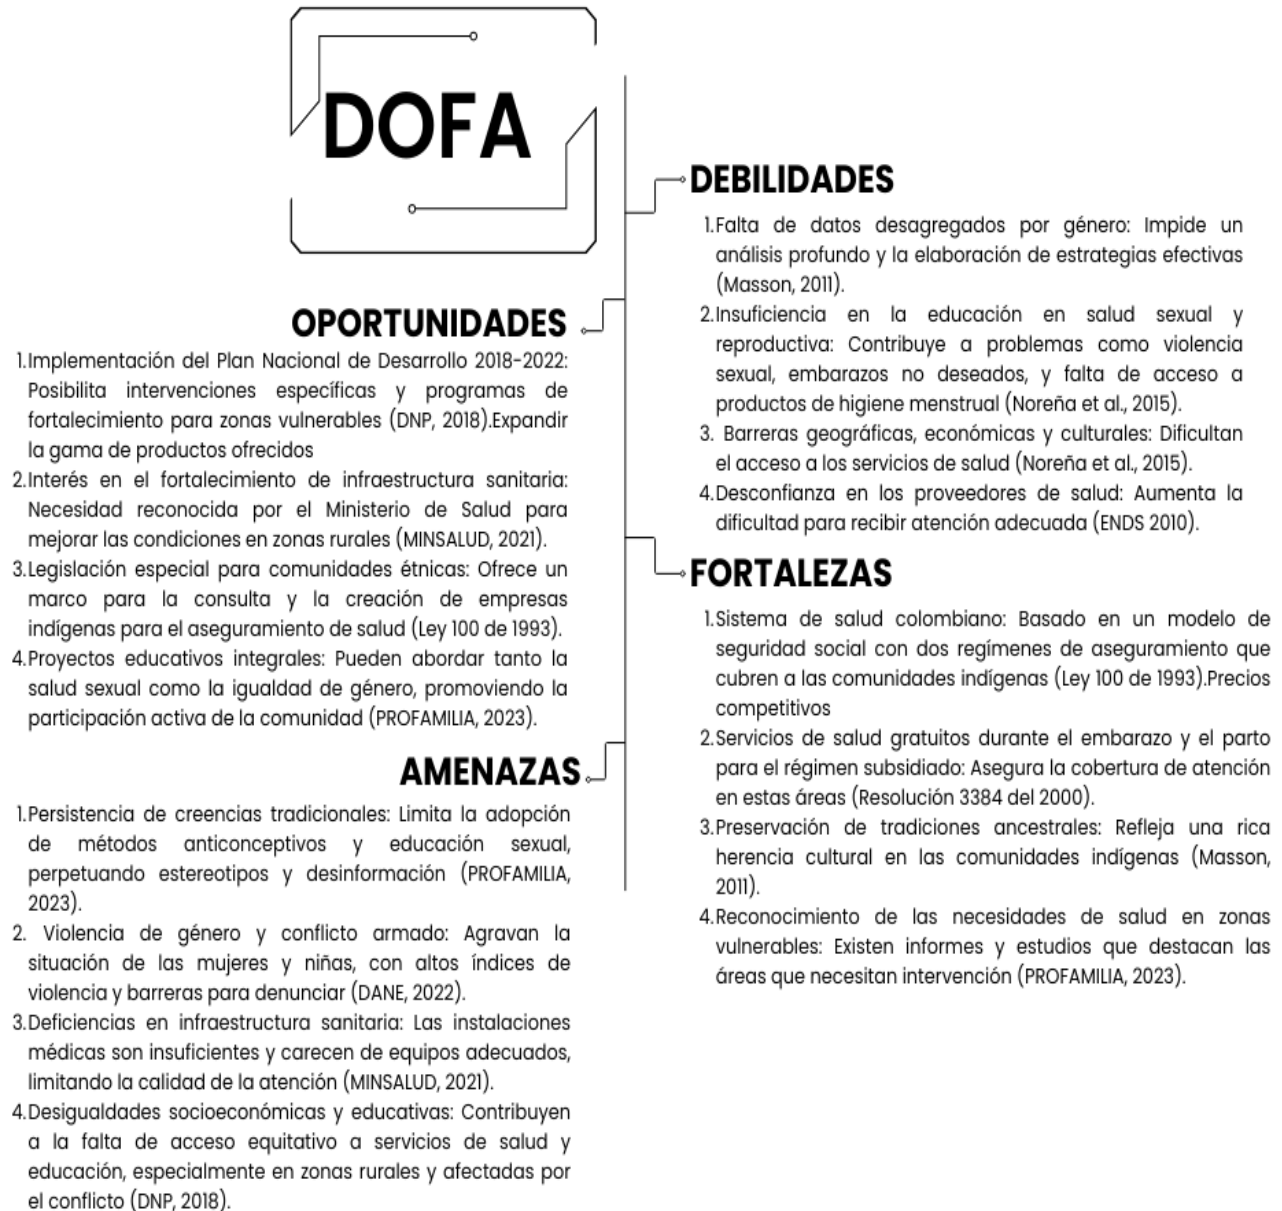 DOFA
DEBILIDADES
1.Falta de datos desagregados por género: Impide un
análisis profundo y la elaboración de estrategias efectivas
(Masson, 2011).
2.Insuficiencia en la educación en salud sexual y
reproductiva: Contribuye a problemas como violencia
sexual, embarazos no deseados, y falta de acceso a
productos de higiene menstrual (Noreña et al., 2015).
3. Barreras geográficas, económicas y culturales: Dificultan
el acceso a los servicios de salud (Noreña et al., 2015).
4.Desconfianza en los proveedores de salud: Aumenta la
dificultad para recibir atención adecuada (ENDS 2010).
OPORTUNIDADES
1.Implementación del Plan Nacional de Desarrollo 2018-2022:
Posibilita intervenciones específicas y programas de
fortalecimiento para zonas vulnerables (DNP, 2018).Expandir
la gama de productos ofrecidos
2.Interés en el fortalecimiento de infraestructura sanitaria:
Necesidad reconocida por el Ministerio de Salud para
mejorar las condiciones en zonas rurales (MINSALUD, 2021).
3.Legislación especial para comunidades étnicas: Ofrece un
marco para la consulta y la creación de empresas
indígenas para el aseguramiento de salud (Ley 100 de 1993).
4.Proyectos educativos integrales: Pueden abordar tanto la
salud sexual como la igualdad de género, promoviendo la
participación activa de la comunidad (PROFAMILIA, 2023).
FORTALEZAS
1.Sistema de salud colombiano: Basado en un modelo de
seguridad social con dos regímenes de aseguramiento que
cubren a las comunidades indígenas (Ley 100 de 1993).Precios
competitivos
2.Servicios de salud gratuitos durante el embarazo y el parto
para el régimen subsidiado: Asegura la cobertura de atención
en estas áreas (Resolución 3384 del 2000).
3.Preservación de tradiciones ancestrales: Refleja una rica
herencia cultural en las comunidades indígenas (Masson,
2011).
4.Reconocimiento de las necesidades de salud en zonas
vulnerables: Existen informes y estudios que destacan las
áreas que necesitan intervención (PROFAMILIA, 2023).
AMENAZAS
1.Persistencia de creencias tradicionales: Limita la adopción
de métodos anticonceptivos y educación sexual,
perpetuando estereotipos y desinformación (PROFAMILIA,
2023).
2. Violencia de género y conflicto armado: Agravan la
situación de las mujeres y niñas, con altos índices de
violencia y barreras para denunciar (DANE, 2022).
3.Deficiencias en infraestructura sanitaria: Las instalaciones
médicas son insuficientes y carecen de equipos adecuados,
limitando la calidad de la atención (MINSALUD, 2021).
4.Desigualdades socioeconómicas y educativas: Contribuyen
a la falta de acceso equitativo a servicios de salud y
educación, especialmente en zonas rurales y afectadas por
el conflicto (DNP, 2018).